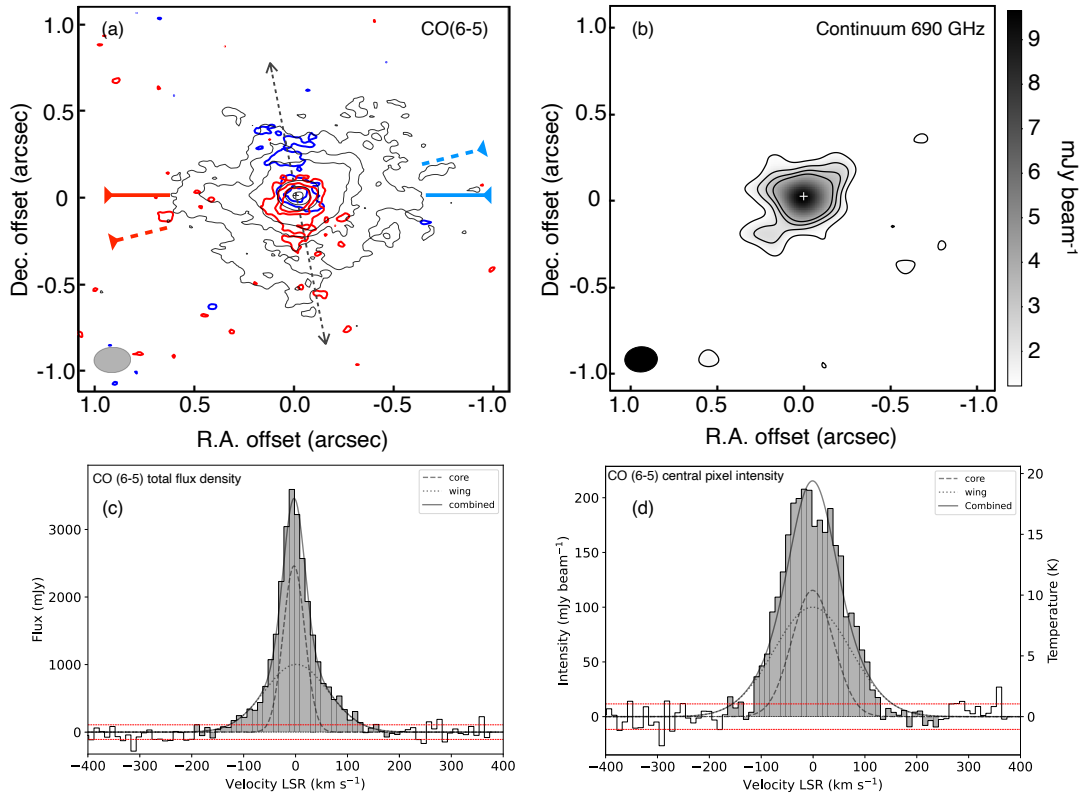 (a) CO(6-5)
1.0
0.5
0
-0.5
-1.0
Dec. offset (arcsec)
1.0 0.5 0.0 -0.5 -1.0
R.A. offset (arcsec)
(b) Continuum 690 GHz
1.0
0.5
0
-0.5
-1.0
Dec. offset (arcsec)
1.0 0.5 0.0 -0.5 -1.0
R.A. offset (arcsec)
9
8
7
6
5
4
3
2
mJy beam-1
CO (6-5) total flux density
(c)
core
wing
combined
3000
2000
1000
0
Flux (mJy)
-400 -300 -200 -100 0 100 200 300 400
Velocity LSR (km s⁻¹)
CO (6-5) central pixel intensity
(d)
core
wing
Combined
200
150
100
50
0
Intensity (mJy beam⁻¹)
20
15
10
5
0
Temperature (K)
−400 −300 −200 −100 0 100 200 300 400
Velocity LSR (km s⁻¹)